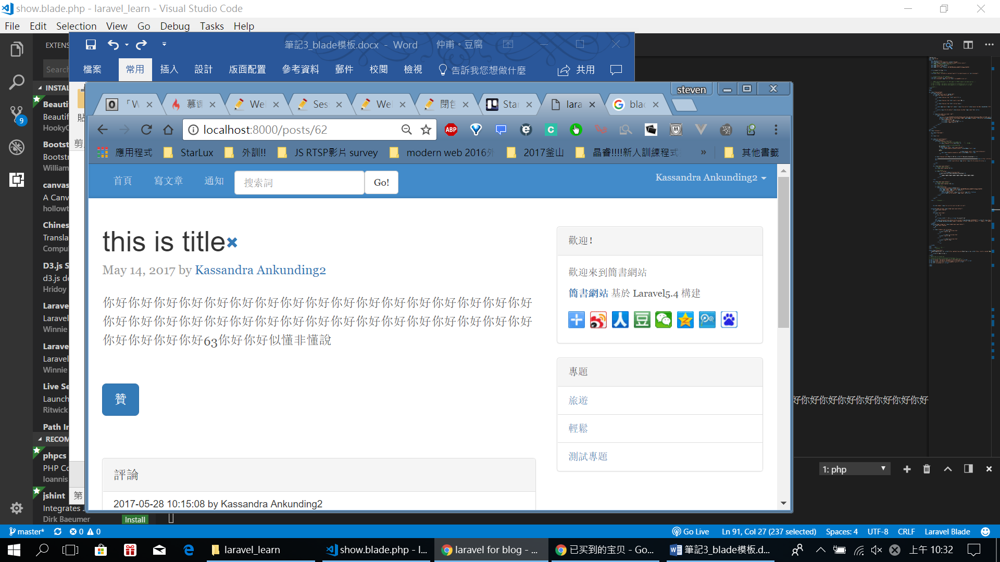 show.blade.php - laravel_learn - Visual Studio Code
File Edit Selection View Go Debug Tasks Help
筆記3_blade模板.docx - Word 仲甫。豆腐
檔案 常用 插入 設計 版面配置 參考資料 郵件 校閱 檢視 告訴我您想做什麼 共用
EXTENS
Search
INSTAL
Beautif
Beautif
HookyC
Bootst
Bootstr
William
canvas
A Canv
hollowt
Chines
Transla
Compul
D3.js S
d3.js de
Hridoy
Larave
Laravel
Winnie
Larave
Laravel
Winnie
Live Se
Launch
Ritwick
Path In
RECOM
phpcs
PHP Co
Ioannis
jshint
Integrates
Dirk Baeumer Install
貼
剪
第
steven
「W 慕课 We Ses We 閉包 Star lara blac
localhost:8000/posts/62
ABP
應用程式 StarLux 外訓!! JS RTSP影片 survey modern web 2016 2017釜山 晶睿!!!!新人訓練程式 » 其他書籤
首頁 寫文章 通知 搜索詞 Go! Kassandra Ankunding2
this is title
May 14, 2017 by Kassandra Ankunding2
你好你好你好你好你好你好你好你好你好你好你好你好你好你好你好你好你好
你好你好你好你好你好你好你好你好你好你好你好你好你好你好你好你好你好
你好你好你好你好63你好你好似懂非懂說
贊
評論
2017-05-28 10:15:08 by Kassandra Ankunding2
歡迎!
歡迎來到簡書網站
簡書網站 基於 Laravel5.4 構建
專題
旅遊
輕鬆
測試專題
好你好你好你好你好你好你好你好
1: php
master* 0 0 Go Live Ln 91, Col 27 (237 selected) Spaces: 4 UTF-8 CRLF Laravel Blade
laravel_learn show.blade.php - l... laravel for blog - ... 已买到的宝贝 - Go... 筆記3_blade模板.d... 上午 10:32